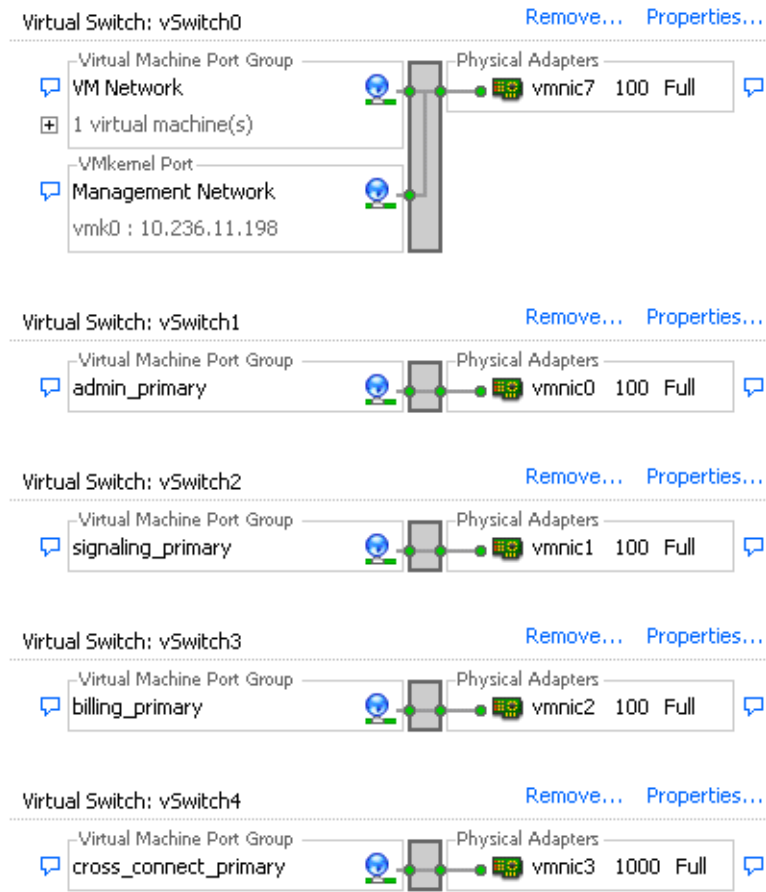 Virtual Switch: vSwitch0 Remove... Properties...
Virtual Machine Port Group Physical Adapters
VM Network vmnic7 100 Full
1 virtual machine(s)
VMkernel Port
Management Network
vmk0 : 10.236.11.198
Virtual Switch: vSwitch1 Remove... Properties...
Virtual Machine Port Group Physical Adapters
admin_primary vmnic0 100 Full
Virtual Switch: vSwitch2 Remove... Properties...
Virtual Machine Port Group Physical Adapters
signaling_primary vmnic1 100 Full
Virtual Switch: vSwitch3 Remove... Properties...
Virtual Machine Port Group Physical Adapters
billing_primary vmnic2 100 Full
Virtual Switch: vSwitch4 Remove... Properties...
Virtual Machine Port Group Physical Adapters
cross_connect_primary vmnic3 1000 Full